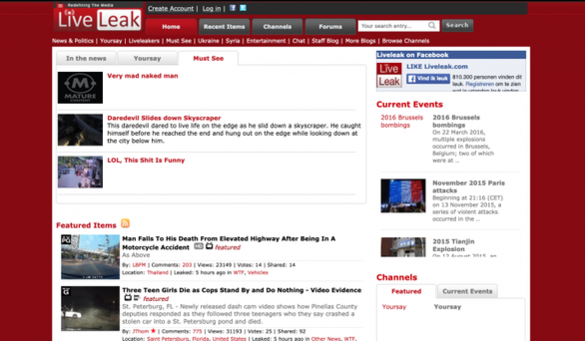 Redefining The Media
LiveLeak
Create Account | Log in |
Home
Recent Items
Channels
Forums
Your search entry...
Search
News & Politics | Yoursay | Liveleakers | Must See | Ukraine | Syria | Entertainment | Chat | Staff Blog | More Blogs | Browse Channels
In the news
Yoursay
Must See
MATURE
Very mad naked man
Daredevil Slides down Skyscraper
This daredevil dared to live life on the edge as he slid down a skyscraper. He caught
himself before he reached the end and hung out on the edge while looking down at
the city below him.
LOL, This Shit Is Funny
Featured Items
Man Falls To His Death From Elevated Highway After Being In A
Motorcycle Accident HD featured
As Above
By: LBFM | Comments: 203 | Views: 23149 | Votes: 14 | Shared: 14
Location: Thailand | Leaked: 5 hours ago in WTF, Vehicles
Three Teen Girls Die as Cops Stand By and Do Nothing - Video Evidence
featured
St. Peterburg, FL - Newly released dash cam video shows how Pinellas County
deputies responded as they followed three teenagers who they say crashed a
stolen car into a St. Petersburg pond and died.
By: JThom | Comments: 775 | Views: 31193 | Votes: 25 | Shared: 92
Location: Saint Petersburg, Florida, United States | Leaked: 5 hours ago in Other News, WTF,
Liveleak on Facebook
Live
Leak
LIKE Liveleak.com
Vind ik leuk
810.300 personen vinden dit
leuk. Registreren om te zien
Current Events
2016 Brussels
bombings
2016 Brussels
bombings
On 22 March 2016,
multiple explosions
occurred in Brussels,
Belgium; two of which
were at ..
November 2015 Paris
attacks
Beginning at 21:16 (CET)
on 13 November 2015, a
series of violent attacks
occurred in the ..
2015 Tianjin
Explosion
On 12 August 2015, an
Channels
Featured
Current Events
Yoursay
Yoursay